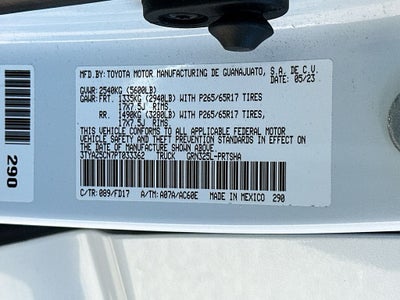 MFD.BY: TOYOTA MOTOR MANUFACTURING DE GUANAJUATO, S.A. DE C.V.
DATE: 05/23
GVWR: 2540KG (5600LB)
GAWR: FRT. 1335KG (2940LB) WITH P265/65R17 TIRES
17X7.5J RIMS
RR. 1490KG (3280LB) WITH P265/65R17 TIRES
17X7.5J RIMS
THIS VEHICLE CONFORMS TO ALL APPLICABLE FEDERAL MOTOR
VEHICLE SAFETY AND THEFT PREVENTION STANDARDS IN EFFECT ON
THE DATE OF MANUFACTURE SHOWN ABOVE.
3TYAZ5CN7PT033362 TRUCK GRN325L-PRTSHA
C/TR: 089/FD17 A/TM: A07A/AC60E MADE IN MEXICO 290
290